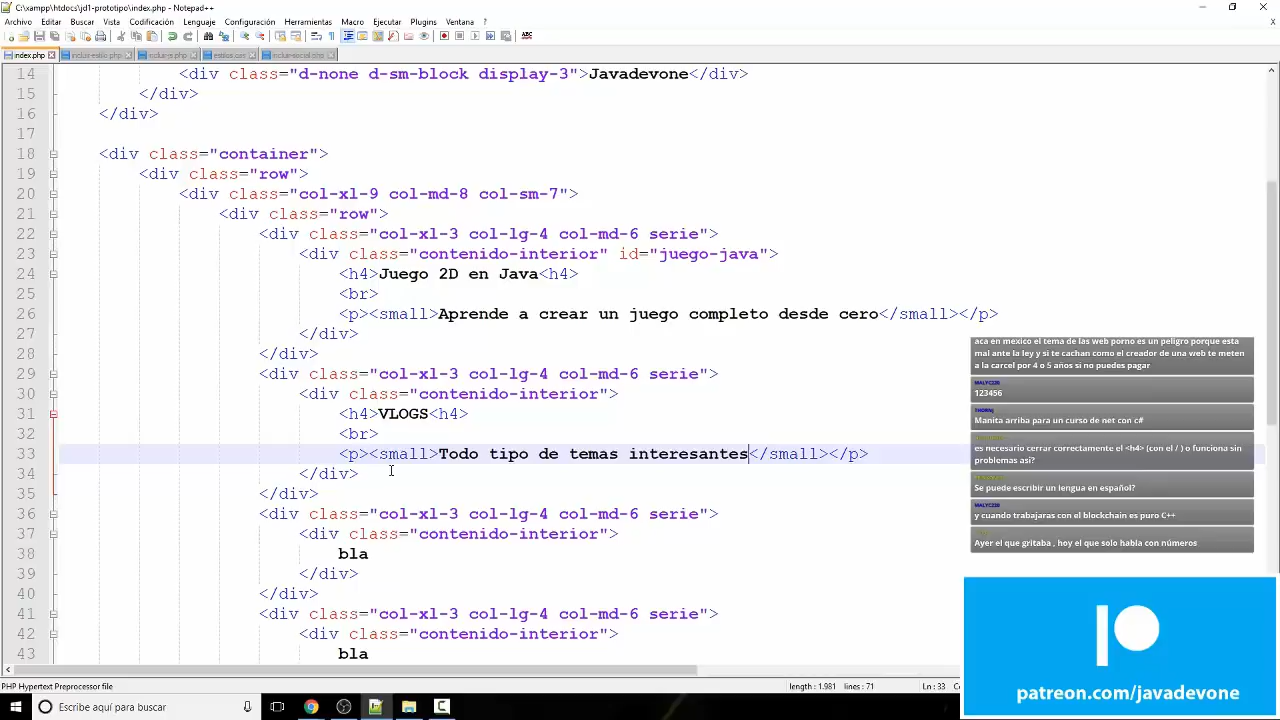 C:\xampp\htdocs\jd1-prototipo\index.php - Notepad++
Archivo Editar Buscar Vista Codificación Lenguaje Configuración Herramientas Macro Ejecutar Plugins Ventana ?
X
index.php inclus-estilo.php inclus-js.php estilos.css inclus-social.php
14 <div class="d-none d-sm-block display-3">Javadevone</div>
15 </div>
16 </div>
17
18 <div class="container">
19 <div class="row">
20 <div class="col-xl-9 col-md-8 col-sm-7">
21 <div class="row">
22 <div class="col-xl-3 col-lg-4 col-md-6 serie">
23 <div class="contenido-interior" id="juego-java">
24 <h4>Juego 2D en Java<h4>
25 <br>
26 <p><small>Aprende a crear un juego completo desde cero</small></p>
27 </div>
28 </div>
29 <div class="col-xl-3 col-lg-4 col-md-6 serie">
30 <div class="contenido-interior">
31 <h4>VLOGS<h4>
32 <br>
33 <p><small>Todo tipo de temas interesantes</small></p>
34 </div>
35 </div>
36 <div class="col-xl-3 col-lg-4 col-md-6 serie">
37 <div class="contenido-interior">
38 bla
39 </div>
40 </div>
41 <div class="col-xl-3 col-lg-4 col-md-6 serie">
42 <div class="contenido-interior">
43 bla
aca en mexico el tema de las web porno es un peligro porque esta
mal ante la ley y si te cachan como el creador de una web te meten
a la carcel por 4 o 5 años si no puedes pagar
MALYC220
123456
Manita arriba para un curso de net con c#
es necesario cerrar correctamente el <h4> (con el / ) o funciona sin
problemas asi?
Se puede escribir un lengua en español?
MALYC220
y cuando trabajaras con el blockchain es puro C++
Ayer el que gritaba , hoy el que solo habla con números
patreon.com/javadevone
PHP Hypertext Preprocessor file length : 1.981 lines : 71 Ln : 33
Escribe aquí para buscar